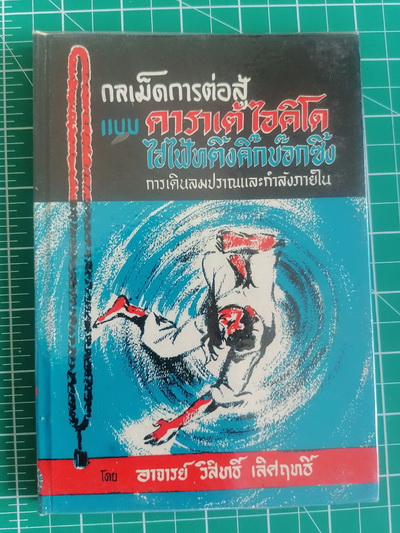 กลเม็ดการต่อสู้
แบบ คาราเต้ ไอคิโด
ไฮไฟ้ทติ้งคิ๊กบ๊อกซิ้ง
การเดินลมปราณและกำลังภายใน
โดย อาจารย์ วิสิทธิ์ เลิศฤทธิ์